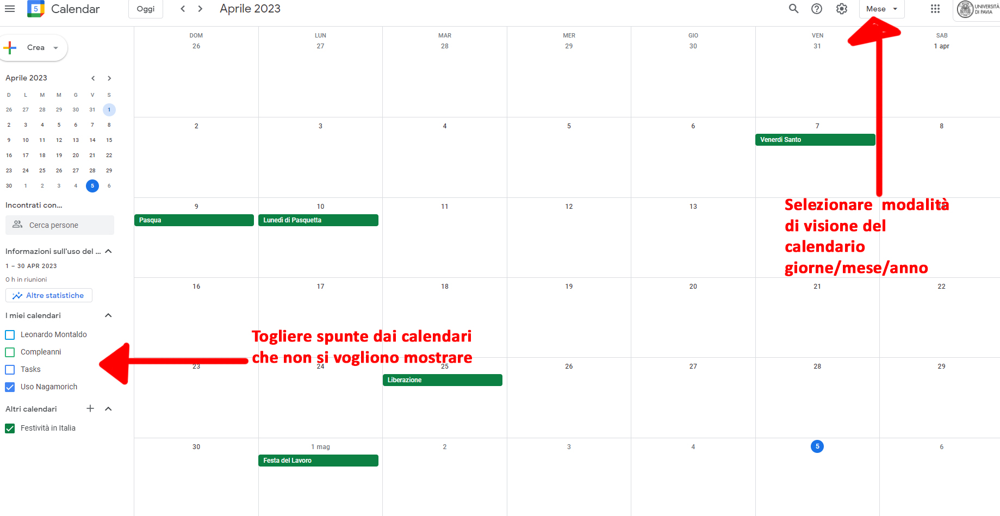 5 Calendar Oggi Aprile 2023 Mese UNIVERSITÀ
DI PAVIA
Crea
Aprile 2023
D L M M G V S
26 27 28 29 30 31 1
2 3 4 5 6 7 8
9 10 11 12 13 14 15
16 17 18 19 20 21 22
23 24 25 26 27 28 29
30 1 2 3 4 5 6
Incontrati con...
Cerca persone
Informazioni sull'uso del ...
1 – 30 APR 2023
0 h in riunioni
Altre statistiche
I miei calendari
Leonardo Montaldo
Compleanni
Tasks
Uso Nagamorich
Altri calendari
Festività in Italia
DOM LUN MAR MER GIO VEN SAB
26 27 28 29 30 31 1 apr
2 3 4 5 6 7 8
Venerdì Santo
9 10 11 12 13
Pasqua Lunedì di Pasquetta
Selezionare modalità
di visione del
calendario
giorne/mese/anno
16 17 18 19 20 21 22
Togliere spunte dai calendari
che non si vogliono mostrare
23 24 25 26 27 28 29
Liberazione
30 1 mag 2 3 4 5 6
Festa del Lavoro